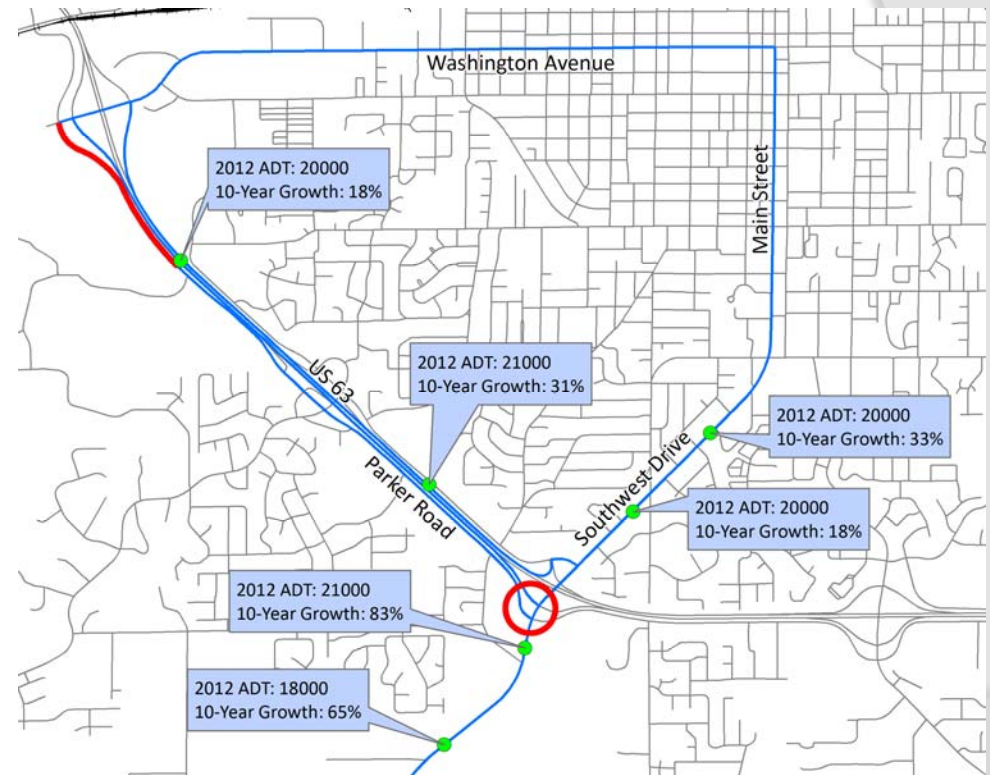 Washington Avenue
2012 ADT: 20000
10-Year Growth: 18%
Main Street
US 63
2012 ADT: 21000
10-Year Growth: 31%
2012 ADT: 20000
10-Year Growth: 33%
Parker Road
Southwest Drive
2012 ADT: 20000
10-Year Growth: 18%
2012 ADT: 21000
10-Year Growth: 83%
2012 ADT: 18000
10-Year Growth: 65%